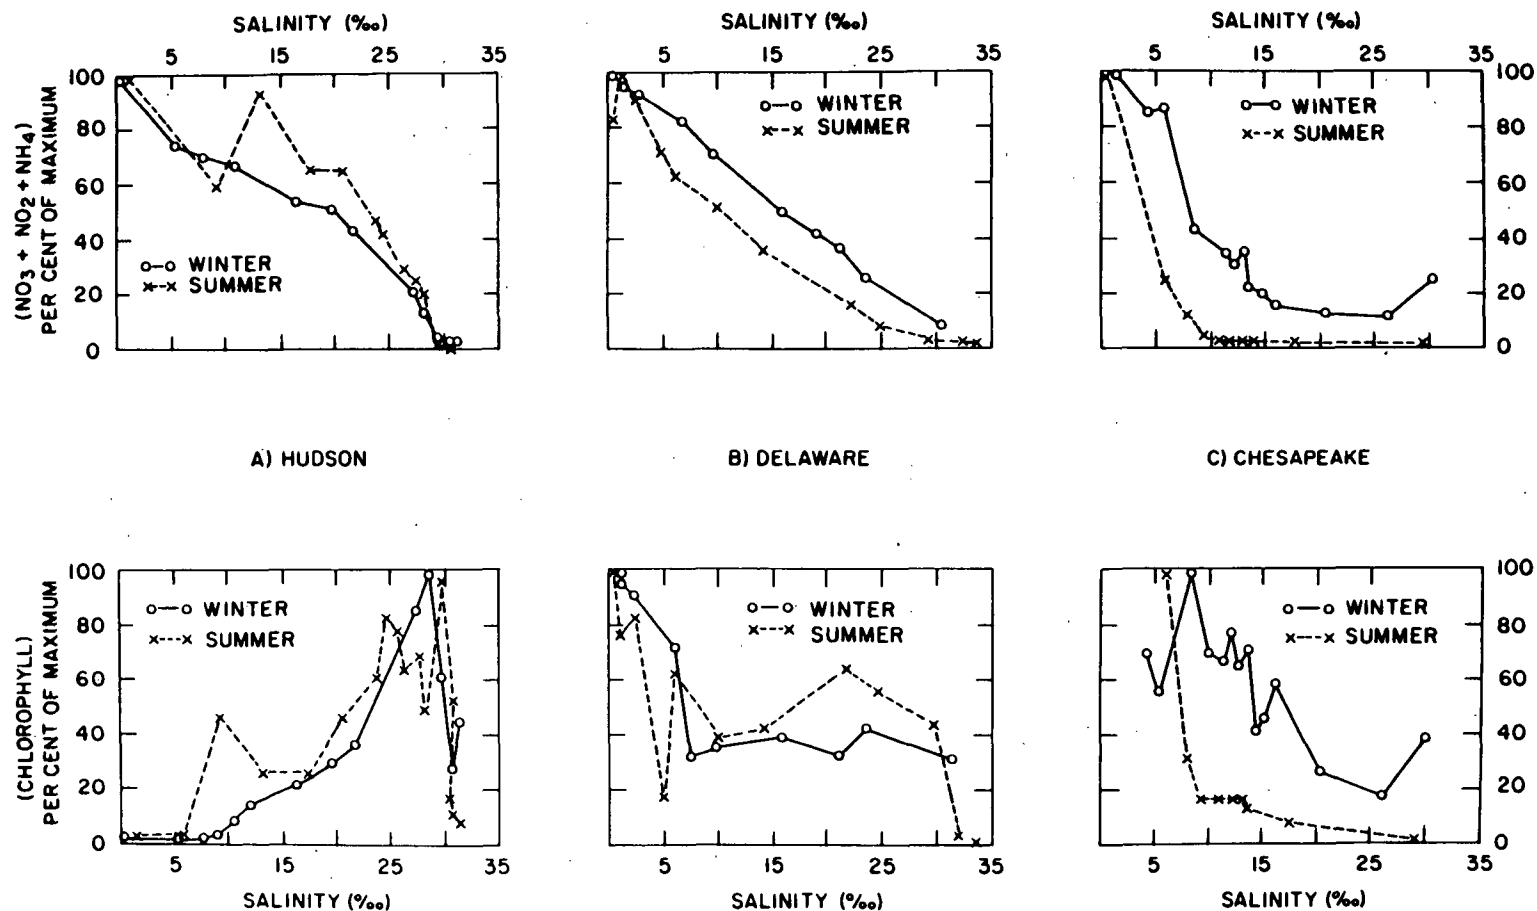 SALINITY (‰)
5 15 25 35
100
80
60
40
20
0
(NO3 + NO2 + NH4)
PER CENT OF MAXIMUM
WINTER
SUMMER
SALINITY (‰)
5 15 25 35
WINTER
SUMMER
SALINITY (‰)
5 15 25 35
WINTER
SUMMER
100
80
60
40
20
0
A) HUDSON
B) DELAWARE
C) CHESAPEAKE
(CHLOROPHYLL)
PER CENT OF MAXIMUM
100
80
60
40
20
0
WINTER
SUMMER
5 15 25 35
SALINITY (‰)
WINTER
SUMMER
5 15 25 35
SALINITY (‰)
WINTER
SUMMER
100
80
60
40
20
0
5 15 25 35
SALINITY (‰)